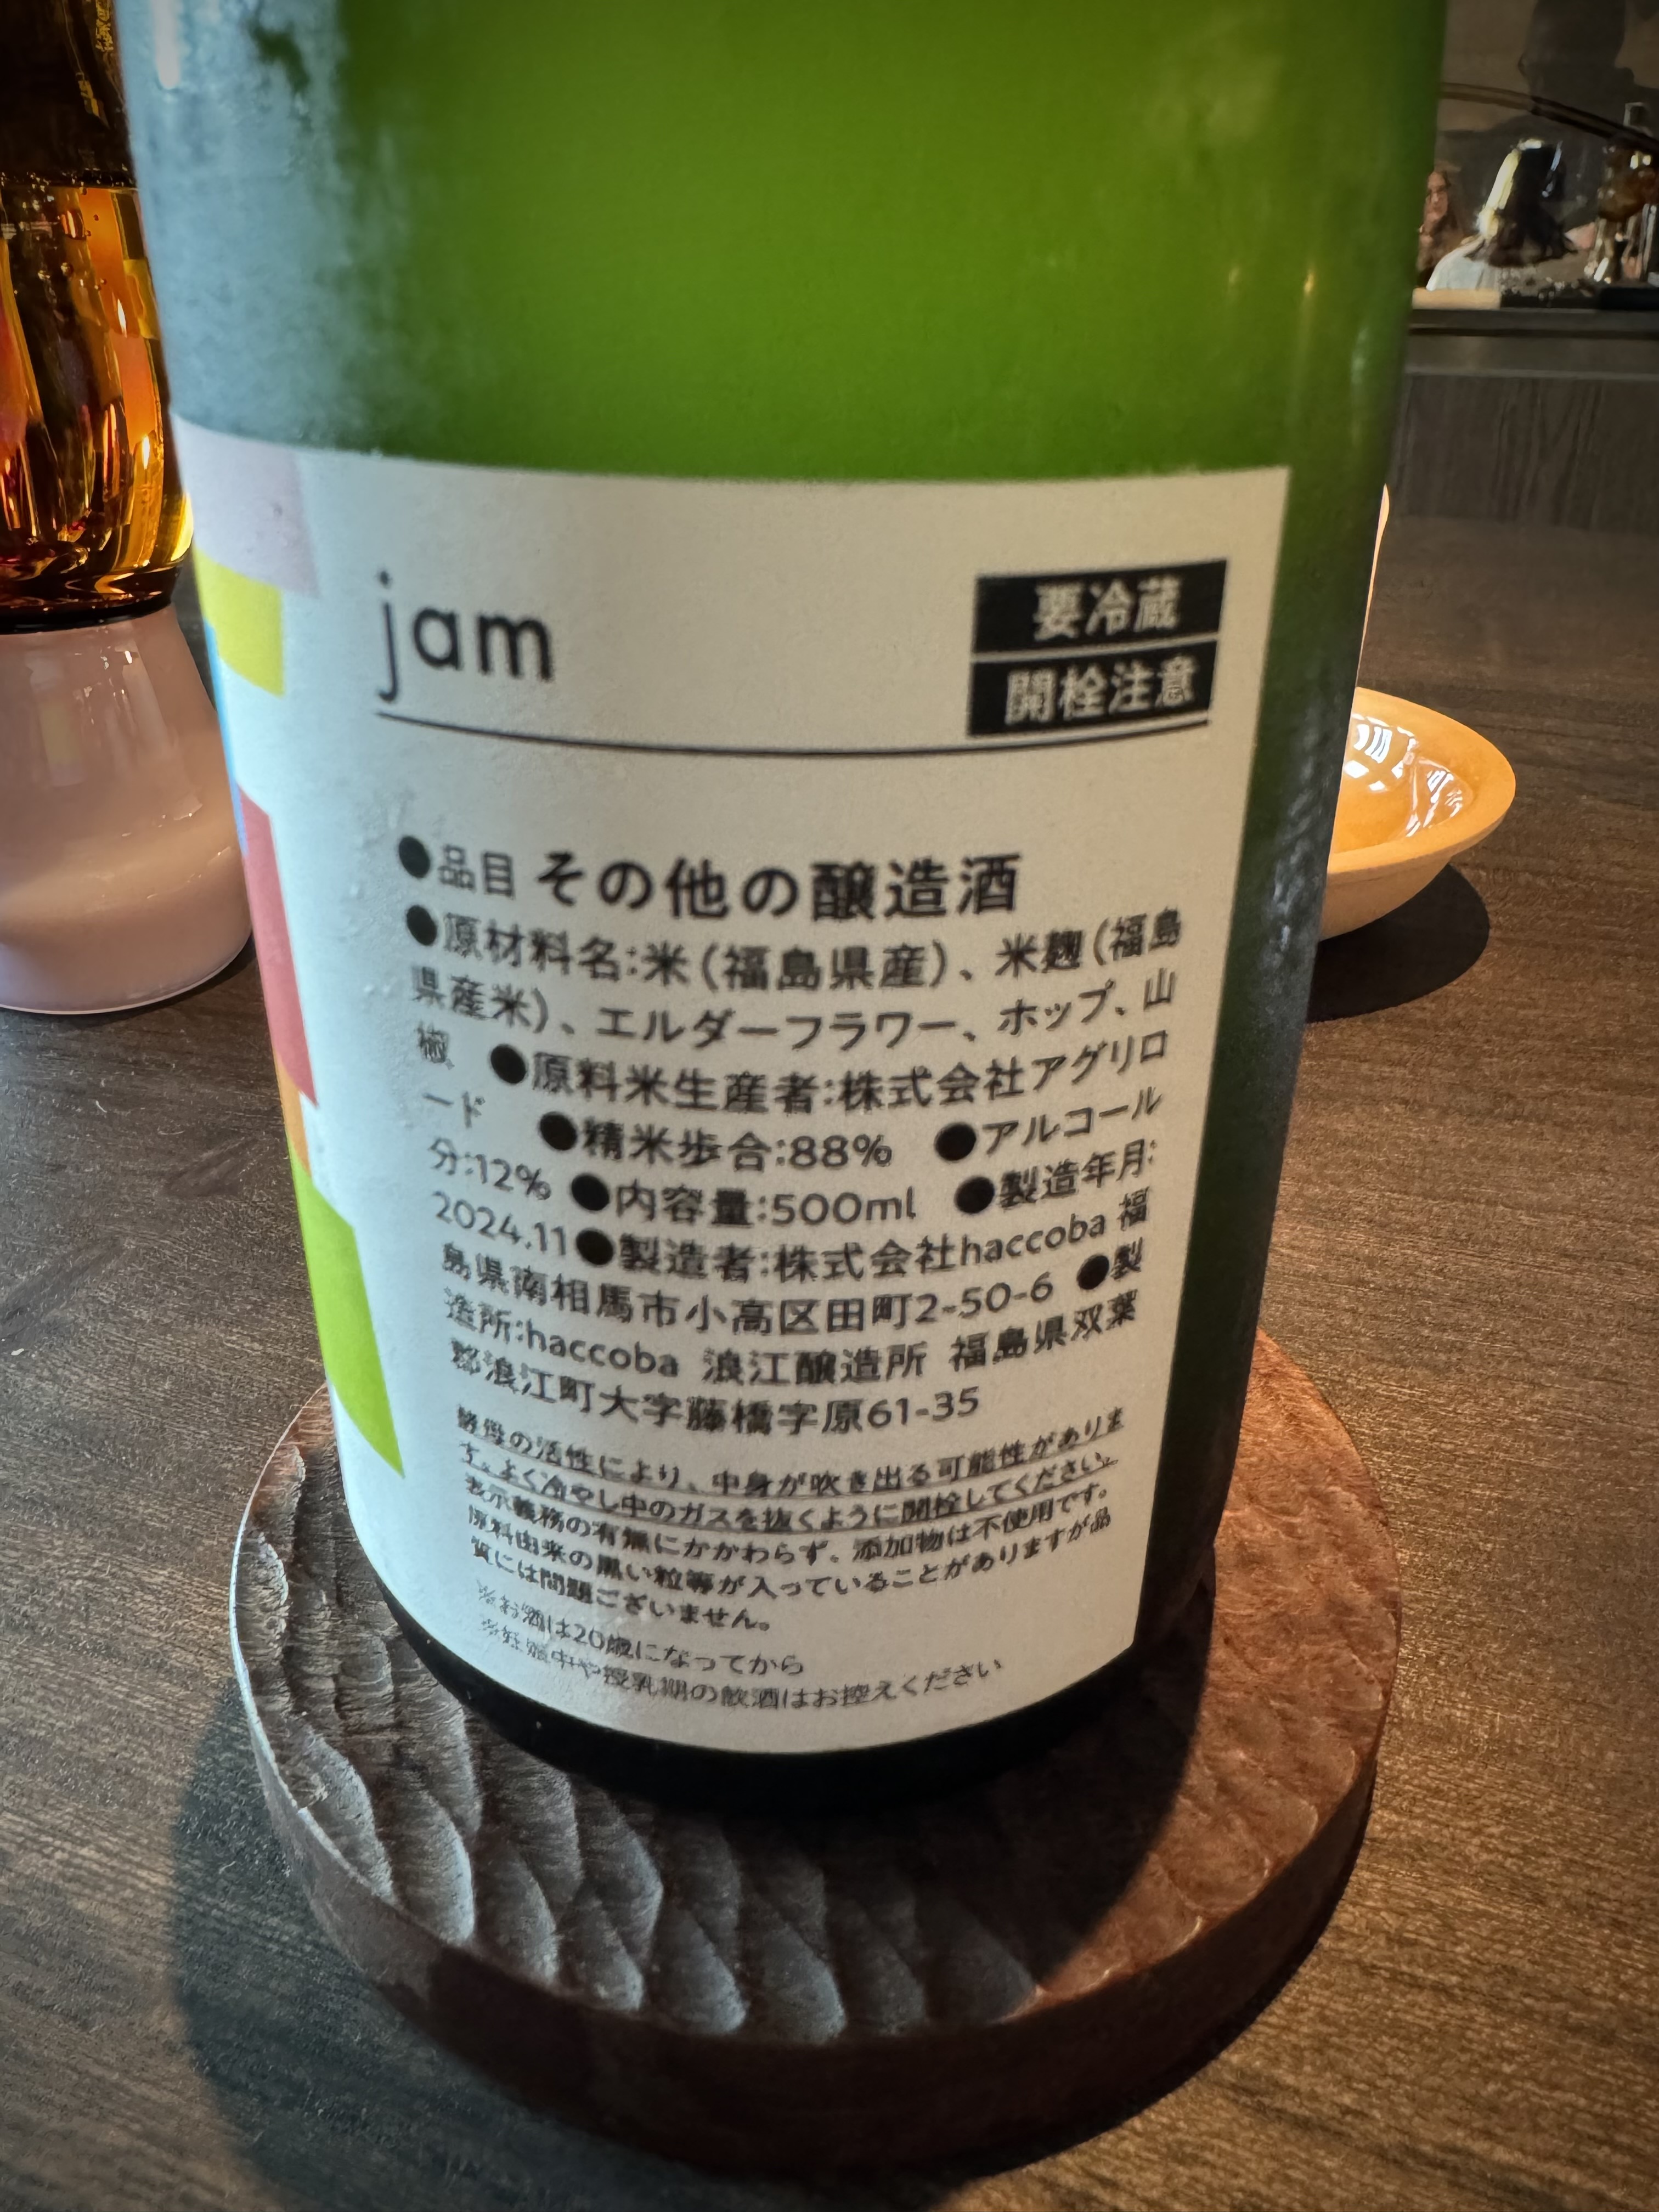 jam
要冷蔵
開栓注意
●品目 その他の醸造酒
●原材料名:米(福島県産)、米麹(福島
県産米)、エルダーフラワー、ホップ、山
椒 ●原料米生産者:株式会社アグリロ
ード ●精米歩合:88% ●アルコール
分:12% ●内容量:500ml ●製造年月:
2024.11●製造者:株式会社haccoba 福
島県南相馬市小高区田町2-50-6 ●製
造所:haccoba 浪江醸造所 福島県双葉
郡浪江町大字藤橋字原61-35
酵母の活性により、中身が吹き出る可能性がありま
す。よく冷やし中のガスを抜くように開栓してください。
表示義務の有無にかかわらず、添加物は不使用です。
原料由来の黒い粒等が入っていることがありますが品
質には問題ございません。
※お酒は20歳になってから
※妊娠中や授乳期の飲酒はお控えください